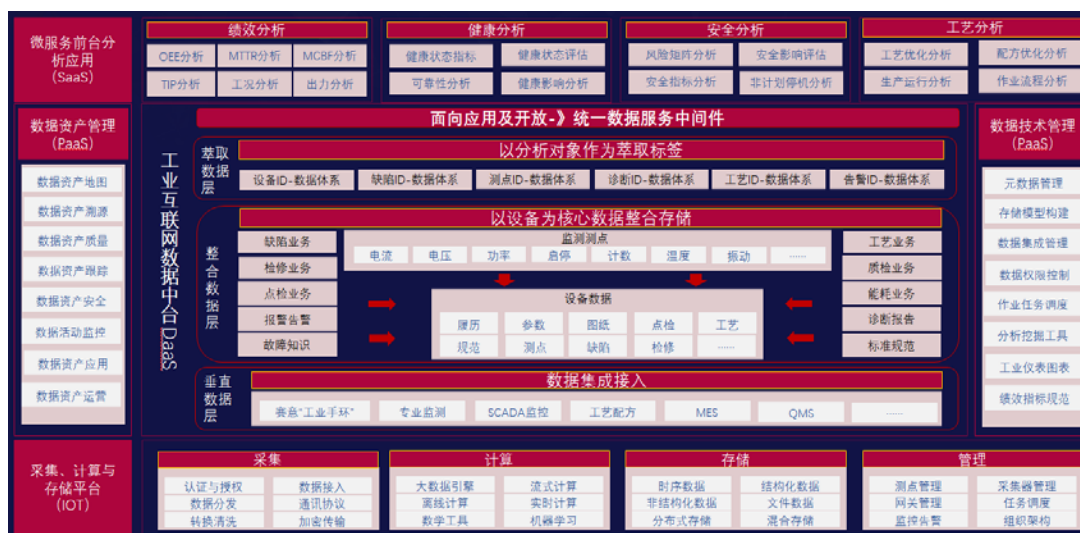 微服务前台分
析应用
(SaaS)
绩效分析
OEE分析 MTTR分析 MCBF分析
TIP分析 工况分析 出力分析
健康分析
健康状态指标 健康状态评估
可靠性分析 健康影响分析
安全分析
风险矩阵分析 安全影响评估
安全指标分析 非计划停机分析
工艺分析
工艺优化分析 配方优化分析
生产运行分析 作业流程分析
数据资产管理
(PaaS)
数据资产地图
数据资产溯源
数据资产质量
数据资产跟踪
数据资产安全
数据活动监控
数据资产应用
数据资产运营
工业互联网数据中台DaaS
面向应用及开放-》统一数据服务中间件
萃取
数据
层
以分析对象作为萃取标签
设备ID-数据体系 缺陷ID-数据体系 测点ID-数据体系 诊断ID-数据体系 工艺ID-数据体系 告警ID-数据体系
整合数据层
以设备为核心数据整合存储
缺陷业务
检修业务
点检业务
报警告警
故障知识
监测测点
电流 电压 功率 启停 计数 温度 振动 ......
设备数据
履历 参数 图纸 点检 工艺
规范 测点 缺陷 检修 ......
工艺业务
质检业务
能耗业务
诊断报告
标准规范
垂直
数据
层
数据集成接入
赛意“工业手环” 专业监测 SCADA监控 工艺配方 MES QMS ......
数据技术管理
(PaaS)
元数据管理
存储模型构建
数据集成管理
数据权限控制
作业任务调度
分析挖掘工具
工业仪表图表
绩效指标规范
采集、计算与
存储平台
(IOT)
采集
认证与授权 数据接入
数据分发 通讯协议
转换清洗 加密传输
计算
大数据引擎 流式计算
离线计算 实时计算
数学工具 机器学习
存储
时序数据 结构化数据
非结构化数据 文件数据
分布式存储 混合存储
管理
测点管理 采集器管理
网关管理 任务调度
监控告警 组织架构